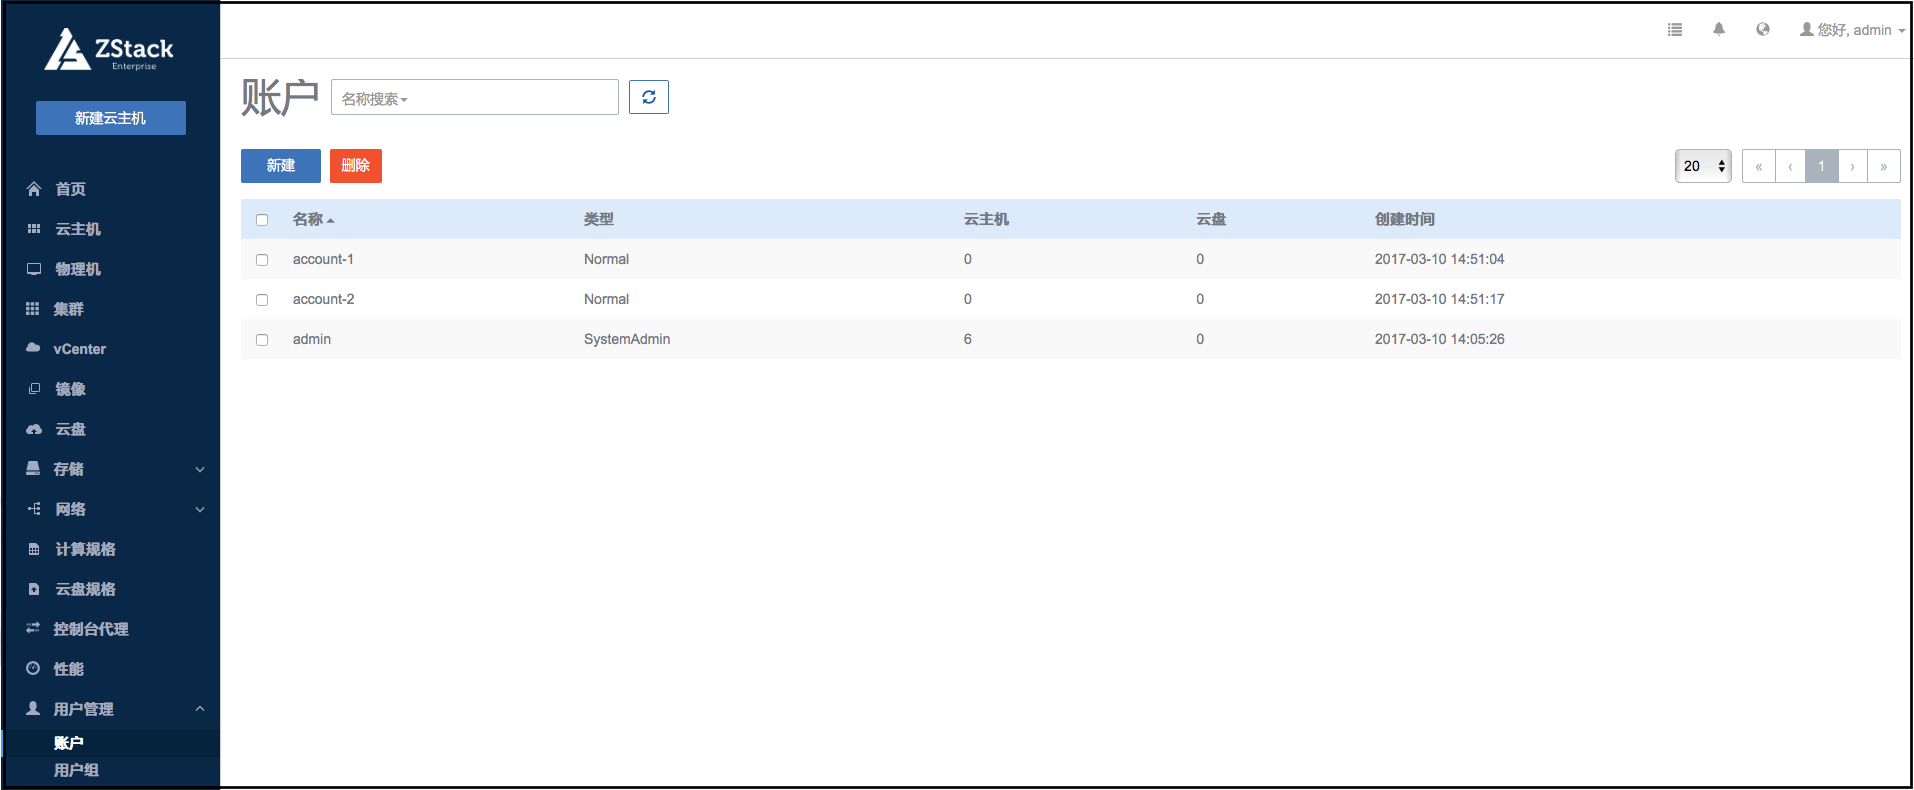 ZStack
Enterprise
新建云主机
首页
云主机
物理机
集群
vCenter
镜像
云盘
存储
网络
计算规格
云盘规格
控制台代理
性能
用户管理
账户
用户组
您好, admin
账户 名称搜索
新建 删除 20 « ‹ 1 › »
名称 类型 云主机 云盘 创建时间
account-1 Normal 0 0 2017-03-10 14:51:04
account-2 Normal 0 0 2017-03-10 14:51:17
admin SystemAdmin 6 0 2017-03-10 14:05:26